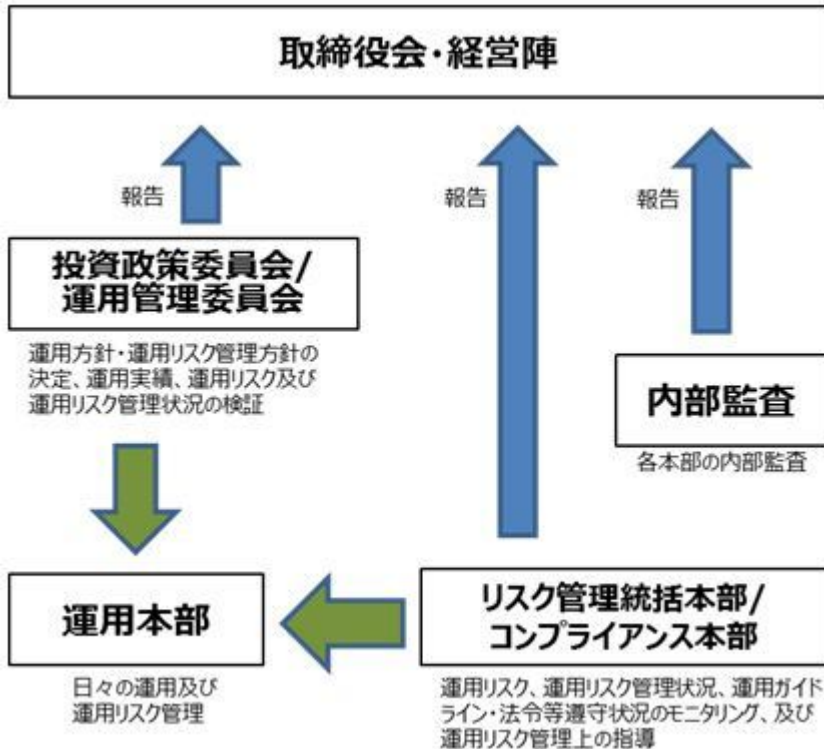 取締役会・経営陣
報告
報告
報告
投資政策委員会/
運用管理委員会
運用方針・運用リスク管理方針の
決定、運用実績、運用リスク及び
運用リスク管理状況の検証
内部監査
各本部の内部監査
運用本部
日々の運用及び
運用リスク管理
リスク管理統括本部/
コンプライアンス本部
運用リスク、運用リスク管理状況、運用ガイド
ライン・法令等遵守状況のモニタリング、及び
運用リスク管理上の指導